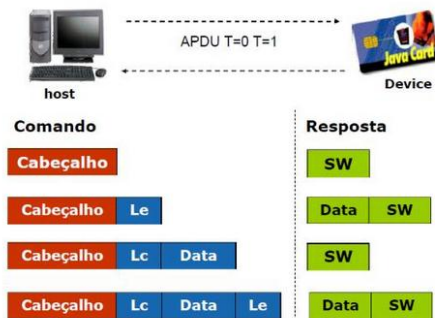 APDU T=0 T=1
Java Card
host
Device
Comando
Resposta
Cabeçalho
SW
Cabeçalho Le
Data SW
Cabeçalho Lc Data
SW
Cabeçalho Lc Data Le
Data SW